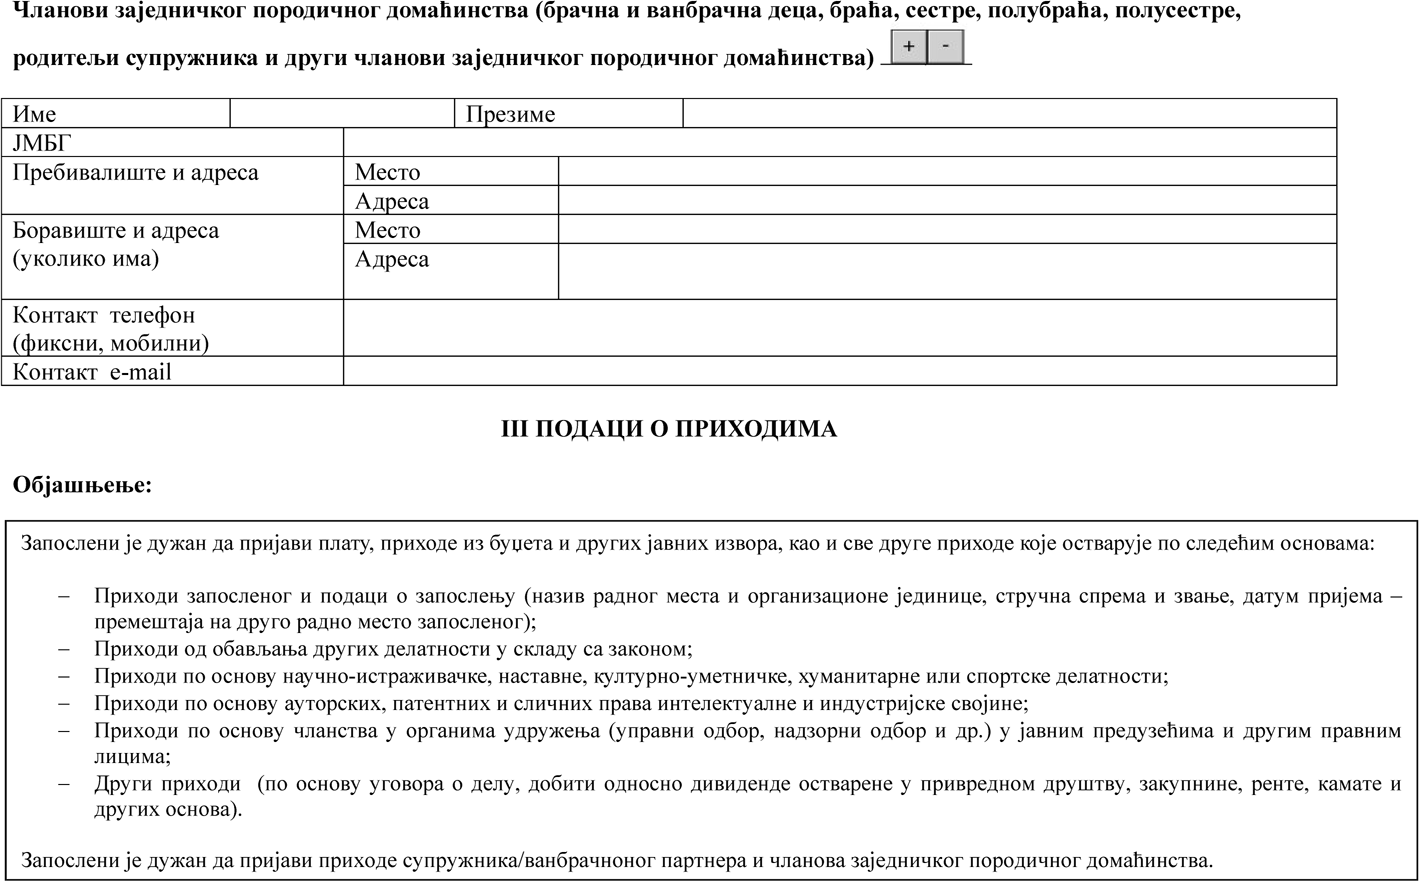 Чланови заједничког породичног домаћинства (брачна и ванбрачна деца, браћа, сестре, полубраћа, полусестре,
родитељи супружника и други чланови заједничког породичног домаћинства) + -
Име Презиме
ЈМБГ
Пребивалиште и адреса Место
Адреса
Боравиште и адреса Место
(уколико има) Адреса
Контакт телефон
(фиксни, мобилни)
Контакт e-mail
III ПОДАЦИ О ПРИХОДИМА
Објашњење:
Запослени је дужан да пријави плату, приходе из буџета и других јавних извора, као и све друге приходе које остварује по следећим основама:
– Приходи запосленог и подаци о запослењу (назив радног места и организационе јединице, стручна спрема и звање, датум пријема –
премештаја на друго радно место запосленог);
– Приходи од обављања других делатности у складу са законом;
– Приходи по основу научно-истраживачке, наставне, културно-уметничке, хуманитарне или спортске делатности;
– Приходи по основу ауторских, патентних и сличних права интелектуалне и индустријске својине;
– Приходи по основу чланства у органима удружења (управни одбор, надзорни одбор и др.) у јавним предузећима и другим правним
лицима;
– Други приходи (по основу уговора о делу, добити односно дивиденде остварене у привредном друштву, закупнине, ренте, камате и
других основа).
Запослени је дужан да пријави приходе супружника/ванбрачноног партнера и чланова заједничког породичног домаћинства.